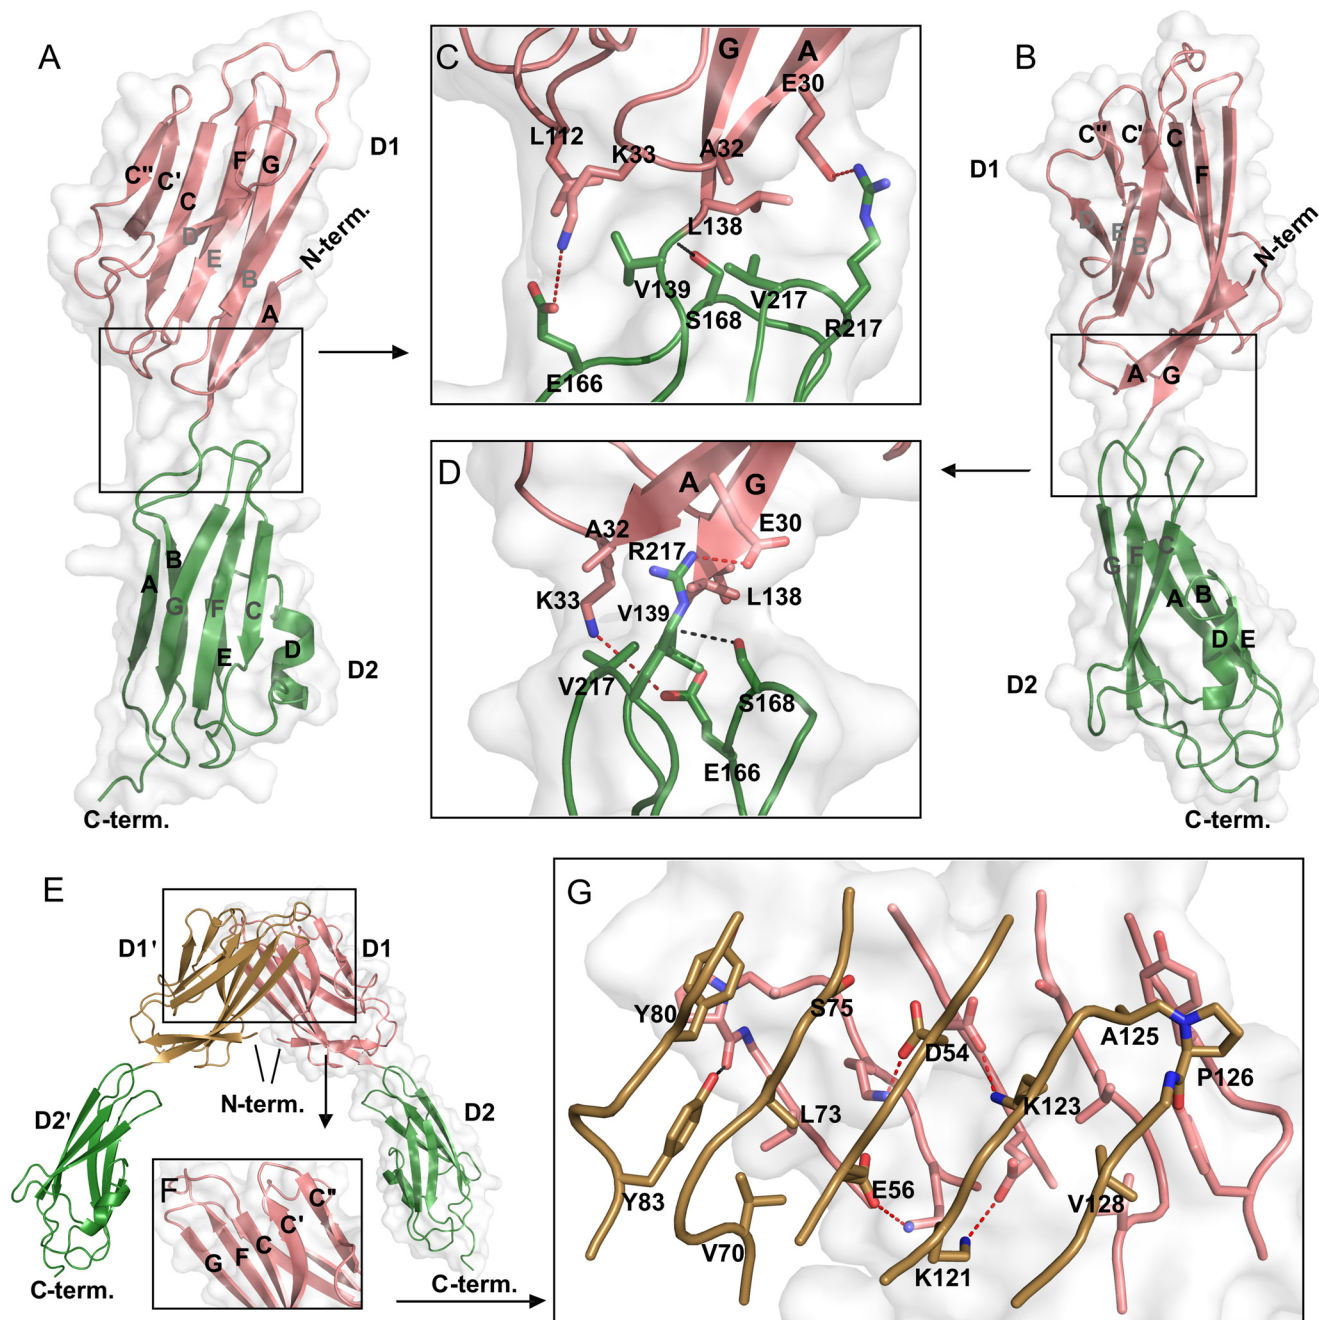 A
D1
C"
C'
C
F
G
D
E
B
A
N-term.
B
G
A
F
C
E
D
D2
C-term.
C
G
A
E30
L112
K33
A32
L138
V139
S168
V217
R217
E166
D
A
G
A32
E30
R217
K33
V139
L138
V217
S168
E166
B
D1
C"
C'
C
F
D
E
B
N-term
A
G
G
F
C
A
B
D
E
D2
C-term.
E
D1'
D1
N-term.
D2'
D2
C-term.
C-term.
F
G
F
C
C'
C"
G
Y80
S75
D54
A125
P126
K123
L73
Y83
E56
V128
V70
K121